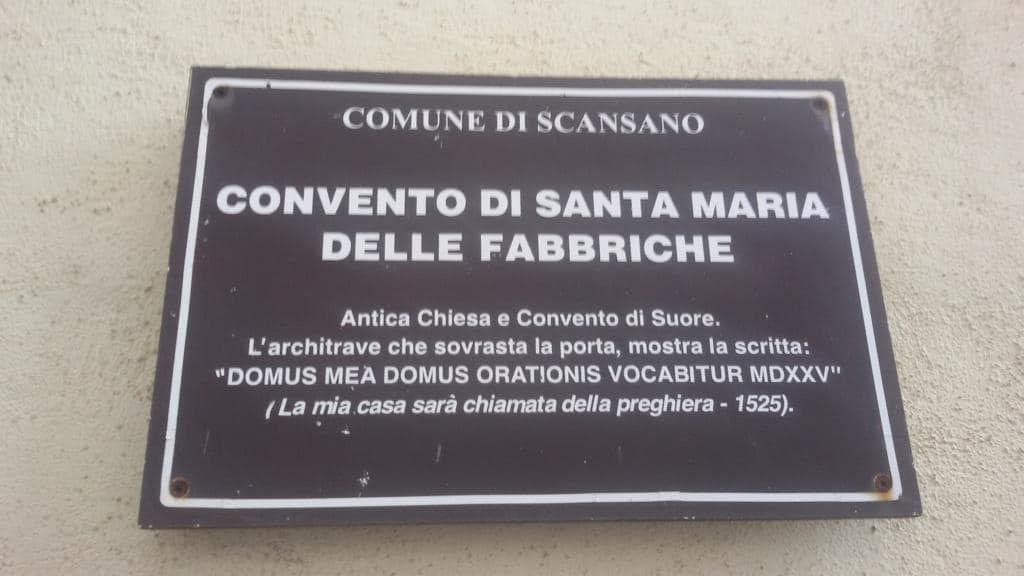 COMUNE DI SCANSANO
CONVENTO DI SANTA MARIA
DELLE FABBRICHE
Antica Chiesa e Convento di Suore.
L'architrave che sovrasta la porta, mostra la scritta:
"DOMUS MEA DOMUS ORATIONIS VOCABITUR MDXXV"
( La mia casa sarà chiamata della preghiera - 1525).